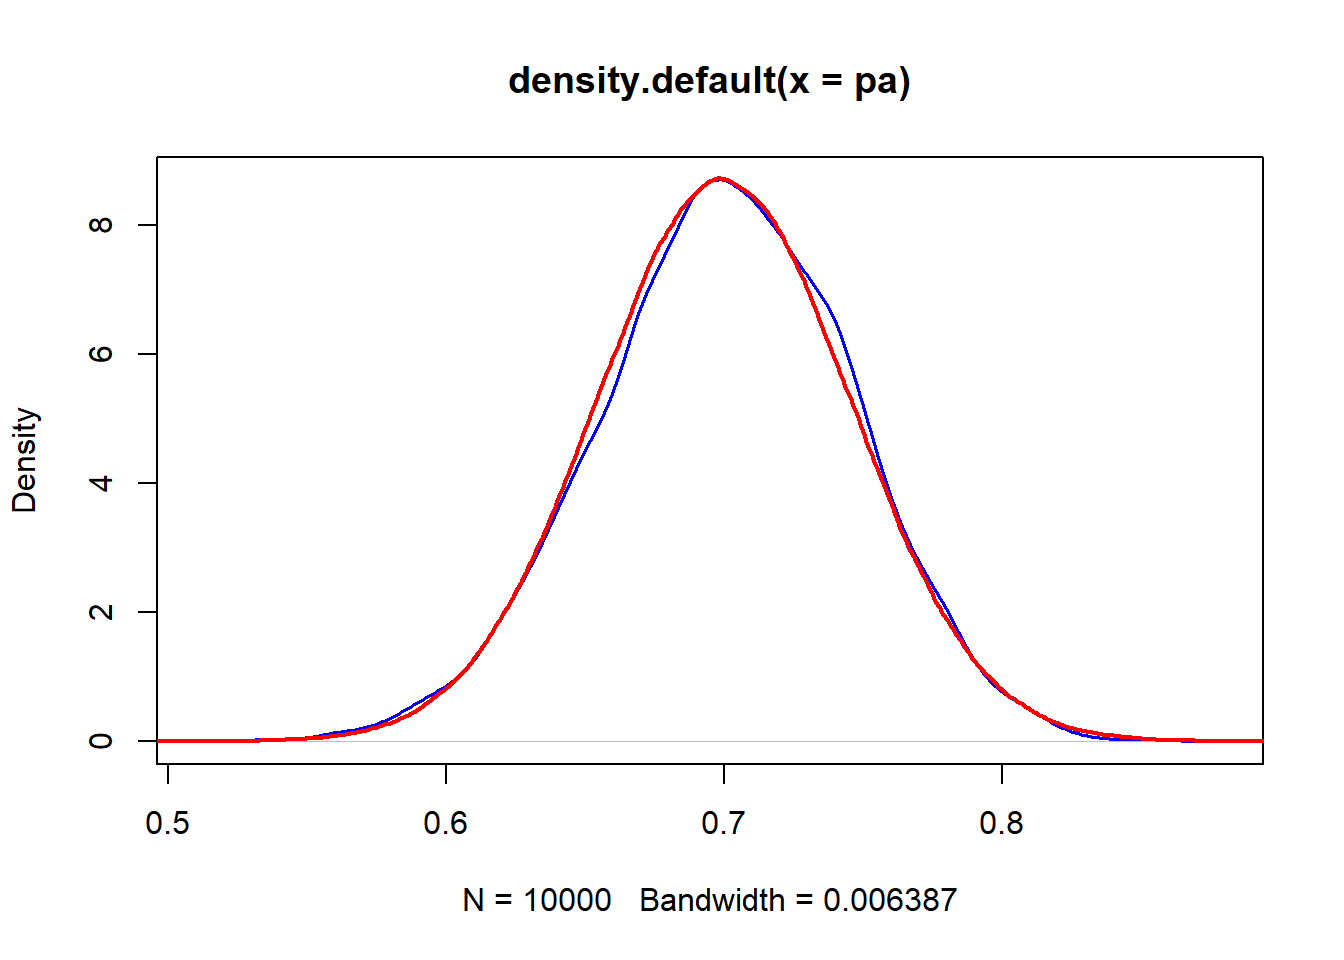 density.default(x = pa)
Density
8
6
4
2
0
0.5 0.6 0.7 0.8
N = 10000 Bandwidth = 0.006387